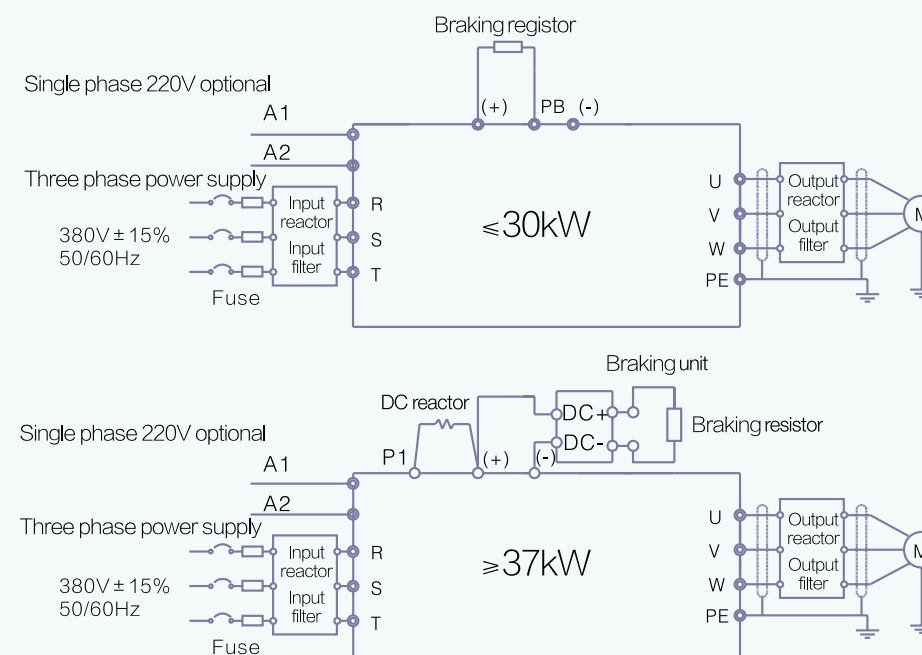 Braking registor
Single phase 220V optional
(+) PB (-)
A1
A2
Three phase power supply
380V ± 15%
50/60Hz
Fuse
Input
reactor
Input
filter
R
S
T
≤30kW
U
V
W
PE
Output
reactor
Output
filter
M
Braking unit
DC reactor
DC+
DC-
Braking resistor
Single phase 220V optional
P1
(+)
(-)
A1
A2
Three phase power supply
380V ± 15%
50/60Hz
Fuse
Input
reactor
Input
filter
R
S
T
≥37kW
U
V
W
PE
Output
reactor
Output
filter
M